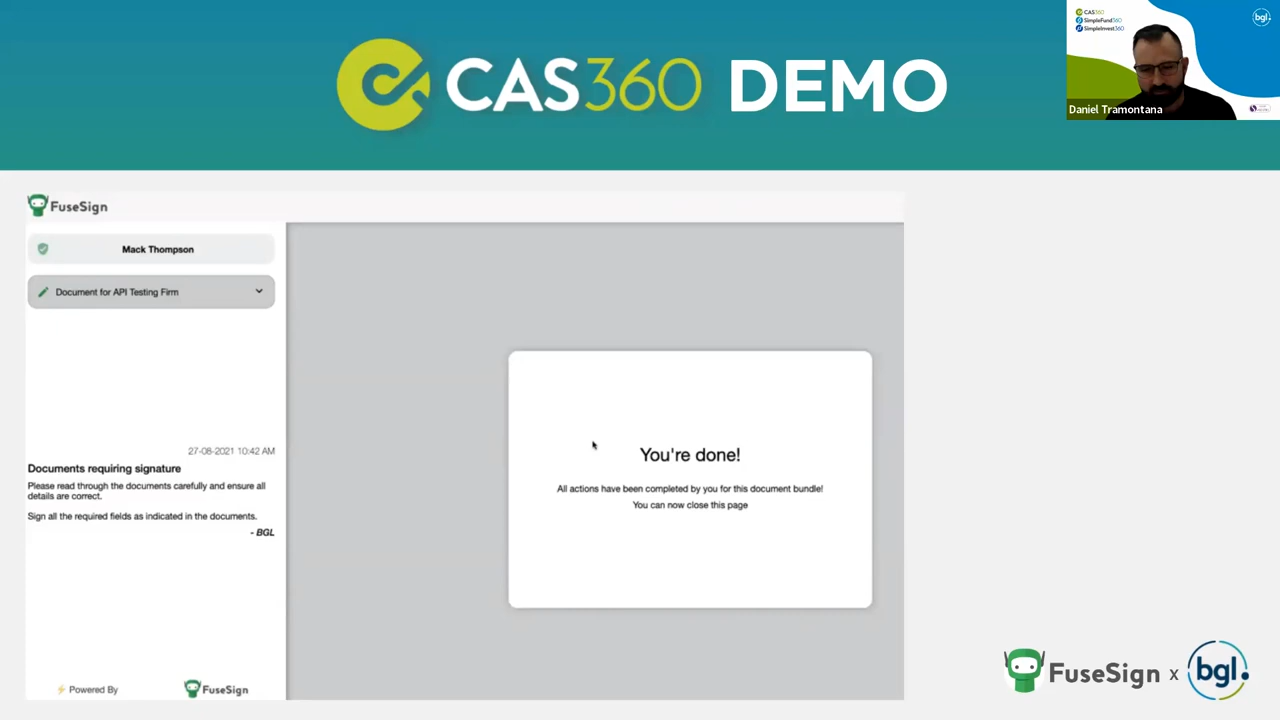 CAS360 DEMO
CAS360
SimpleFund360
SimpleInvest360
bgl.
Daniel Tramontana
FuseSign
Mack Thompson
Document for API Testing Firm
27-08-2021 10:42 AM
Documents requiring signature
Please read through the documents carefully and ensure all
details are correct.
Sign all the required fields as indicated in the documents.
- BGL
You're done!
All actions have been completed by you for this document bundle!
You can now close this page
Powered By
FuseSign
FuseSign x bgl.